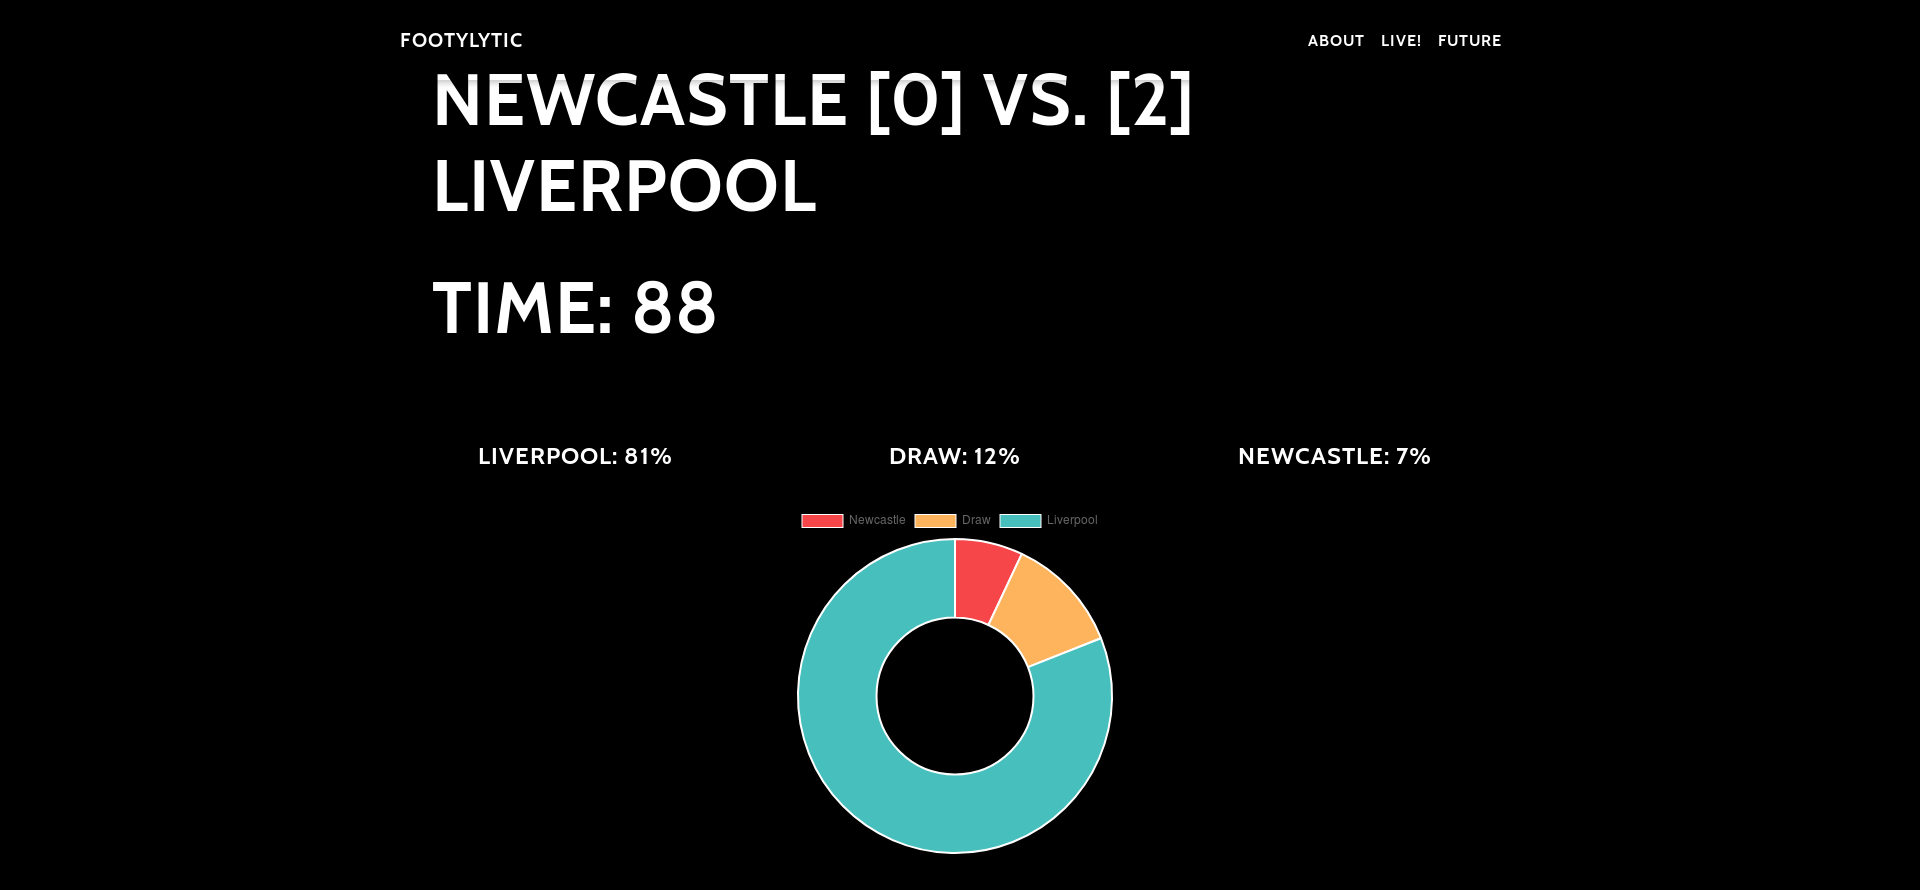 FOOTYLYTIC
ABOUT LIVE! FUTURE
NEWCASTLE [0] VS. [2]
LIVERPOOL
TIME: 88
LIVERPOOL: 81% DRAW: 12% NEWCASTLE: 7%
Newcastle Draw Liverpool